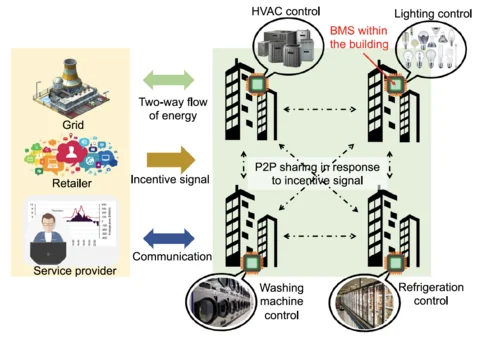 HVAC control
Lighting control
BMS within
the building
Grid
Two-way flow
of energy
Retailer
Incentive signal
P2P sharing in response
to incentive signal
Service provider
Communication
Washing
machine
control
Refrigeration
control